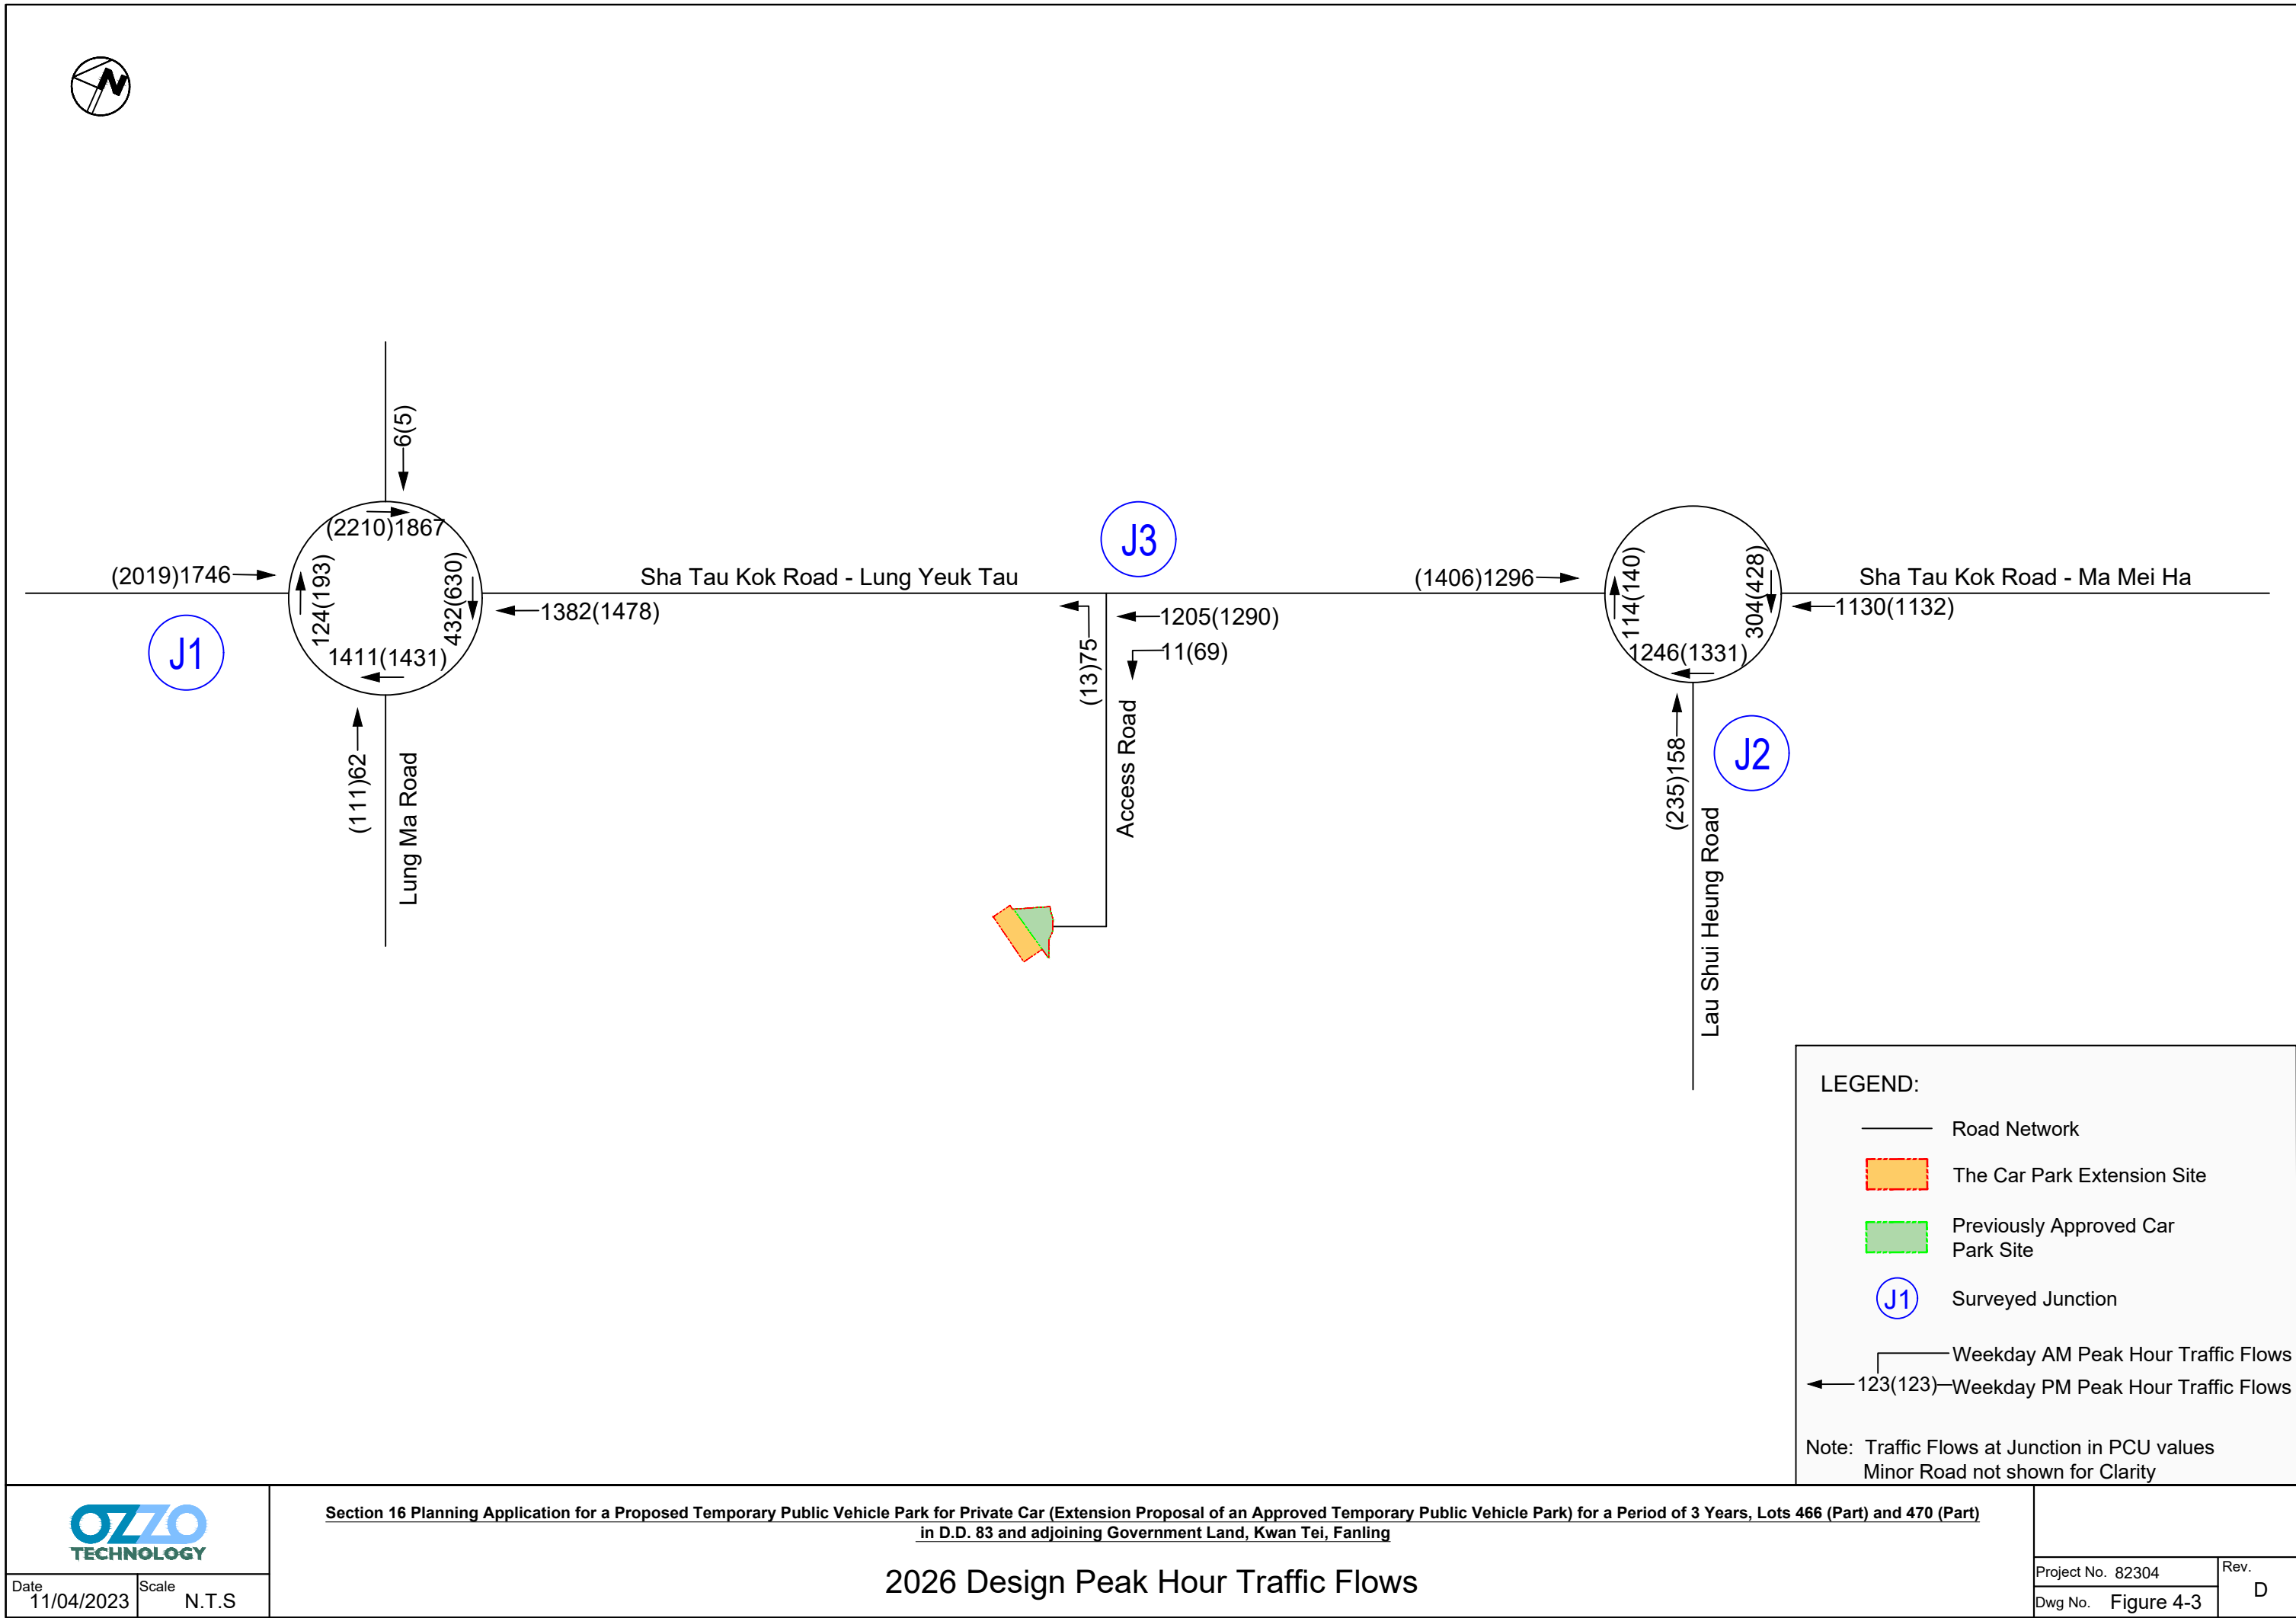 N
6(5)
(2210)1867
(2019)1746
124(193)
432(630)
1411(1431)
J1
(111)62
Lung Ma Road
Sha Tau Kok Road - Lung Yeuk Tau
1382(1478)
J3
1205(1290)
11(69)
(13)75
Access Road
(1406)1296
114(140)
304(428)
1246(1331)
Sha Tau Kok Road - Ma Mei Ha
1130(1132)
(235)158
J2
Lau Shui Heung Road
LEGEND:
Road Network
The Car Park Extension Site
Previously Approved Car
Park Site
J1 Surveyed Junction
Weekday AM Peak Hour Traffic Flows
123(123) Weekday PM Peak Hour Traffic Flows
Note: Traffic Flows at Junction in PCU values
Minor Road not shown for Clarity
OZZO
TECHNOLOGY
Date 11/04/2023
Scale N.T.S
Section 16 Planning Application for a Proposed Temporary Public Vehicle Park for Private Car (Extension Proposal of an Approved Temporary Public Vehicle Park) for a Period of 3 Years, Lots 466 (Part) and 470 (Part)
in D.D. 83 and adjoining Government Land, Kwan Tei, Fanling
2026 Design Peak Hour Traffic Flows
Project No. 82304
Dwg No. Figure 4-3
Rev. D